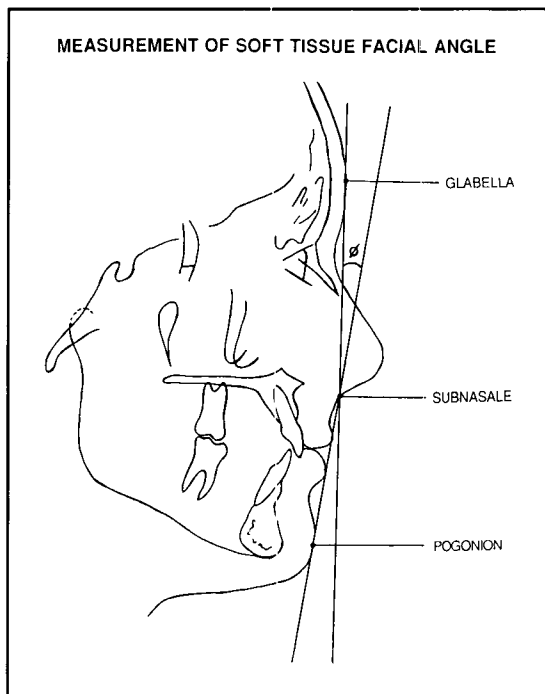 MEASUREMENT OF SOFT TISSUE FACIAL ANGLE
GLABELLA
ø
SUBNASALE
POGONION